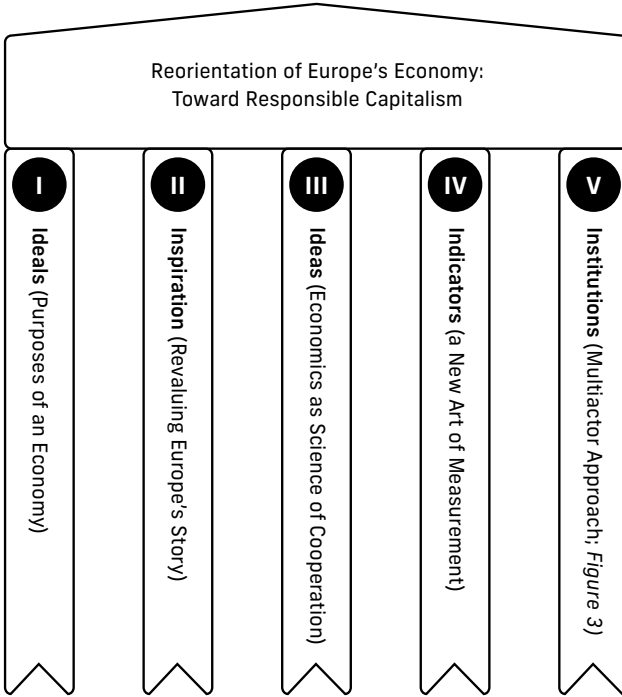 Reorientation of Europe's Economy:
Toward Responsible Capitalism
I
Ideals (Purposes of an Economy)
II
Inspiration (Revaluing Europe's Story)
III
Ideas (Economics as Science of Cooperation)
IV
Indicators (a New Art of Measurement)
V
Institutions (Multiactor Approach; Figure 3)